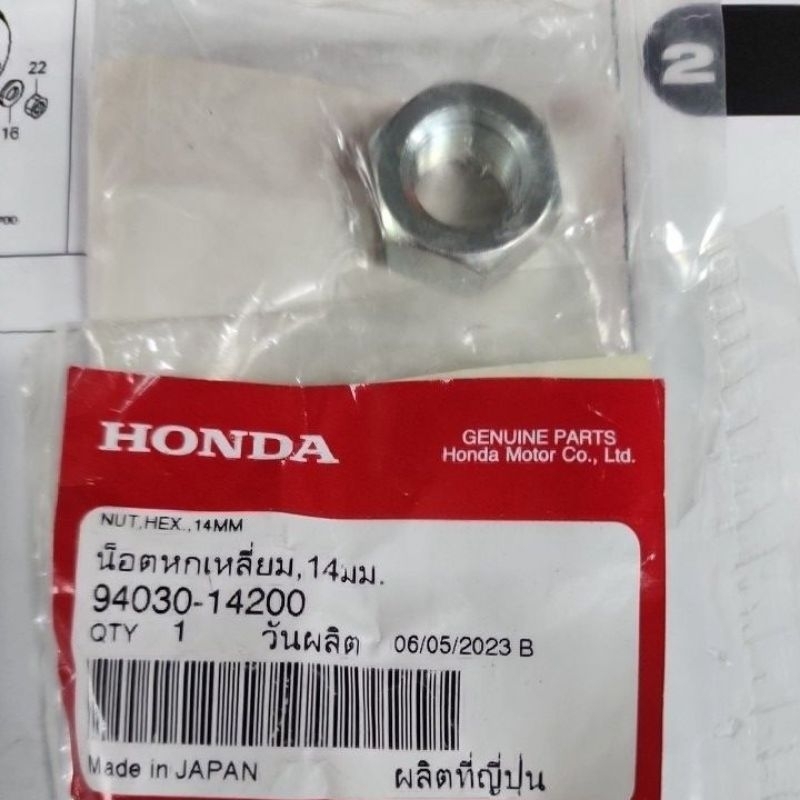 22
16
2
HONDA
GENUINE PARTS
Honda Motor Co., Ltd.
NUT,HEX.,14MM
น็อตหกเหลี่ยม,14มม.
94030-14200
QTY 1 วันผลิต 06/05/2023 B
Made in JAPAN ผลิตที่ญี่ปุ่น